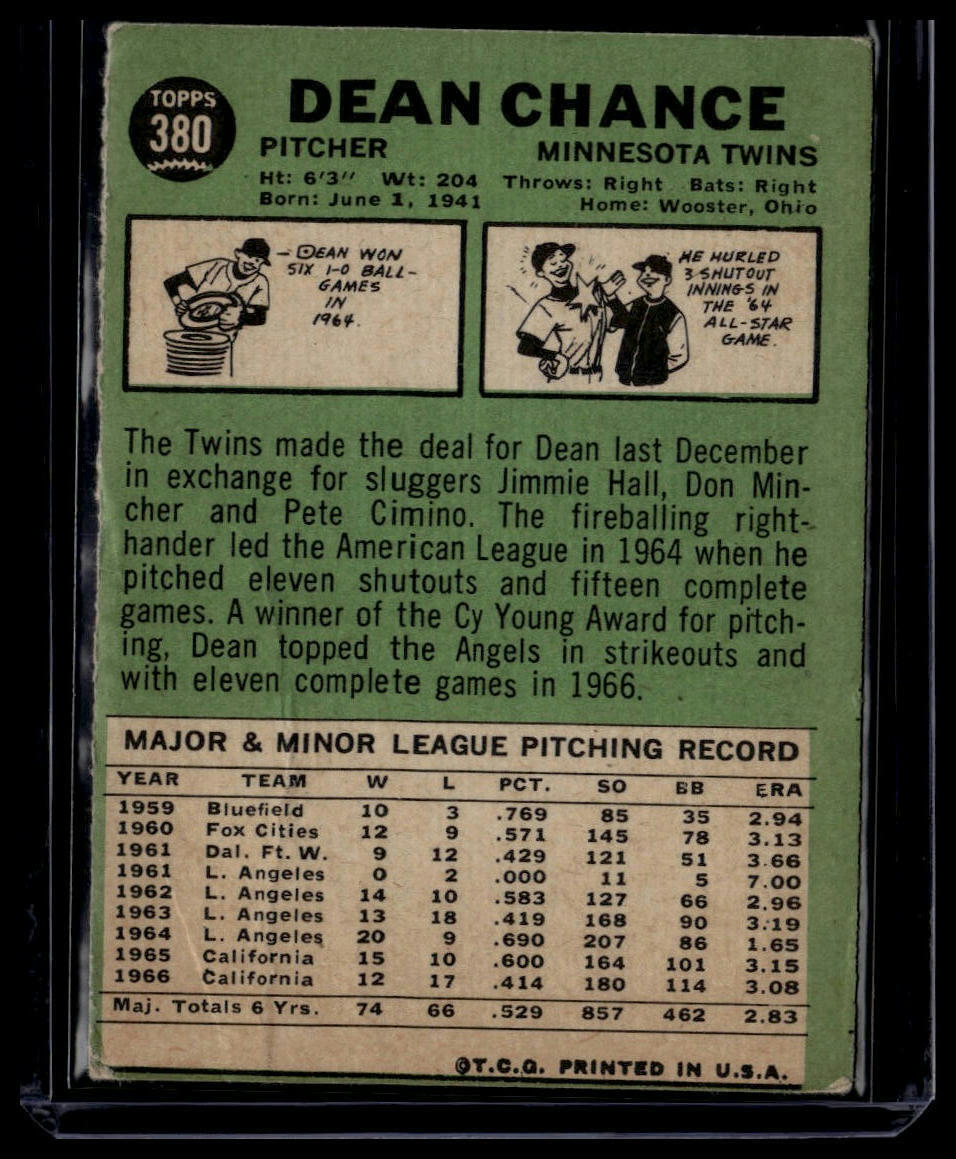 TOPPS
380
DEAN CHANCE
PITCHER MINNESOTA TWINS
Ht: 6'3" Wt: 204 Throws: Right Bats: Right
Born: June 1, 1941 Home: Wooster, Ohio
DEAN WON
SIX 1-0 BALL-
GAMES
IN
1964.
HE HURLED
3 SHUTOUT
INNINGS IN
THE '64
ALL-STAR
GAME.
The Twins made the deal for Dean last December
in exchange for sluggers Jimmie Hall, Don Min-
cher and Pete Cimino. The fireballing right-
hander led the American League in 1964 when he
pitched eleven shutouts and fifteen complete
games. A winner of the Cy Young Award for pitch-
ing, Dean topped the Angels in strikeouts and
with eleven complete games in 1966.
MAJOR & MINOR LEAGUE PITCHING RECORD
YEAR TEAM W L PCT. SO BB ERA
1959 Bluefield 10 3 .769 85 35 2.94
1960 Fox Cities 12 9 .571 145 78 3.13
1961 Dal. Ft. W. 9 12 .429 121 51 3.66
1961 L. Angeles 0 2 .000 11 5 7.00
1962 L. Angeles 14 10 .583 127 66 2.96
1963 L. Angeles 13 18 .419 168 90 3.19
1964 L. Angeles 20 9 .690 207 86 1.65
1965 California 15 10 .600 164 101 3.15
1966 California 12 17 .414 180 114 3.08
Maj. Totals 6 Yrs. 74 66 .529 857 462 2.83
©T.C.G. PRINTED IN U.S.A.